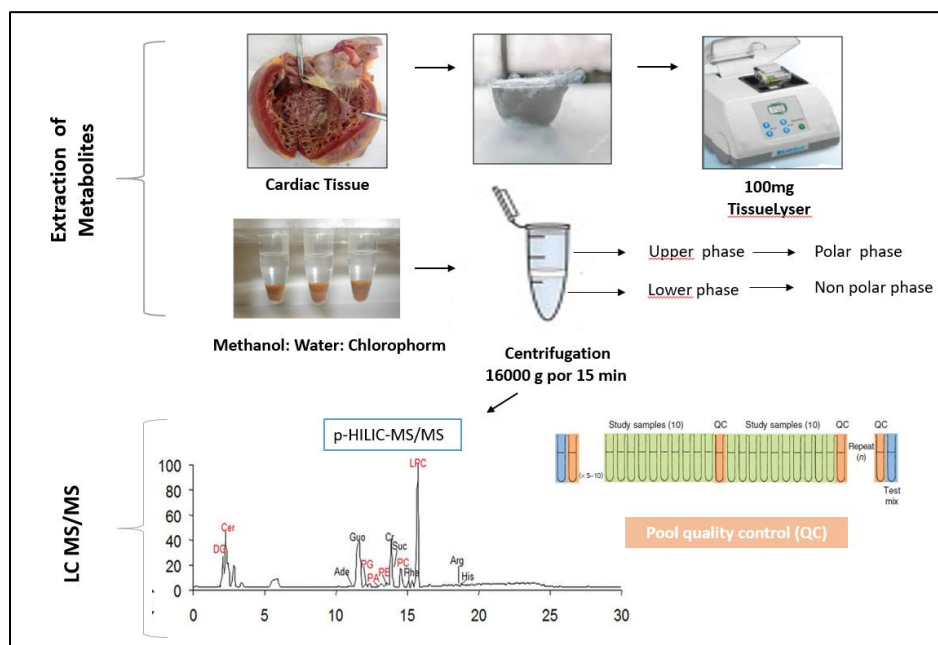 Extraction of
Metabolites
Cardiac Tissue
100mg
TissueLyser
Methanol: Water: Chlorophorm
Upper phase
Polar phase
Lower phase
Non polar phase
Centrifugation
16000 g por 15 min
LC MS/MS
p-HILIC-MS/MS
100
80
60
40
20
0
DG
Cer
Ade
Guo
PG
PA
PE
Cr
Suc
PC
Phe
LPC
Arg
His
0 5 10 15 20 25 30
Study samples (10) QC Study samples (10) QC QC
Repeat
(n)
(× 5–10)
Test
mix
Pool quality control (QC)